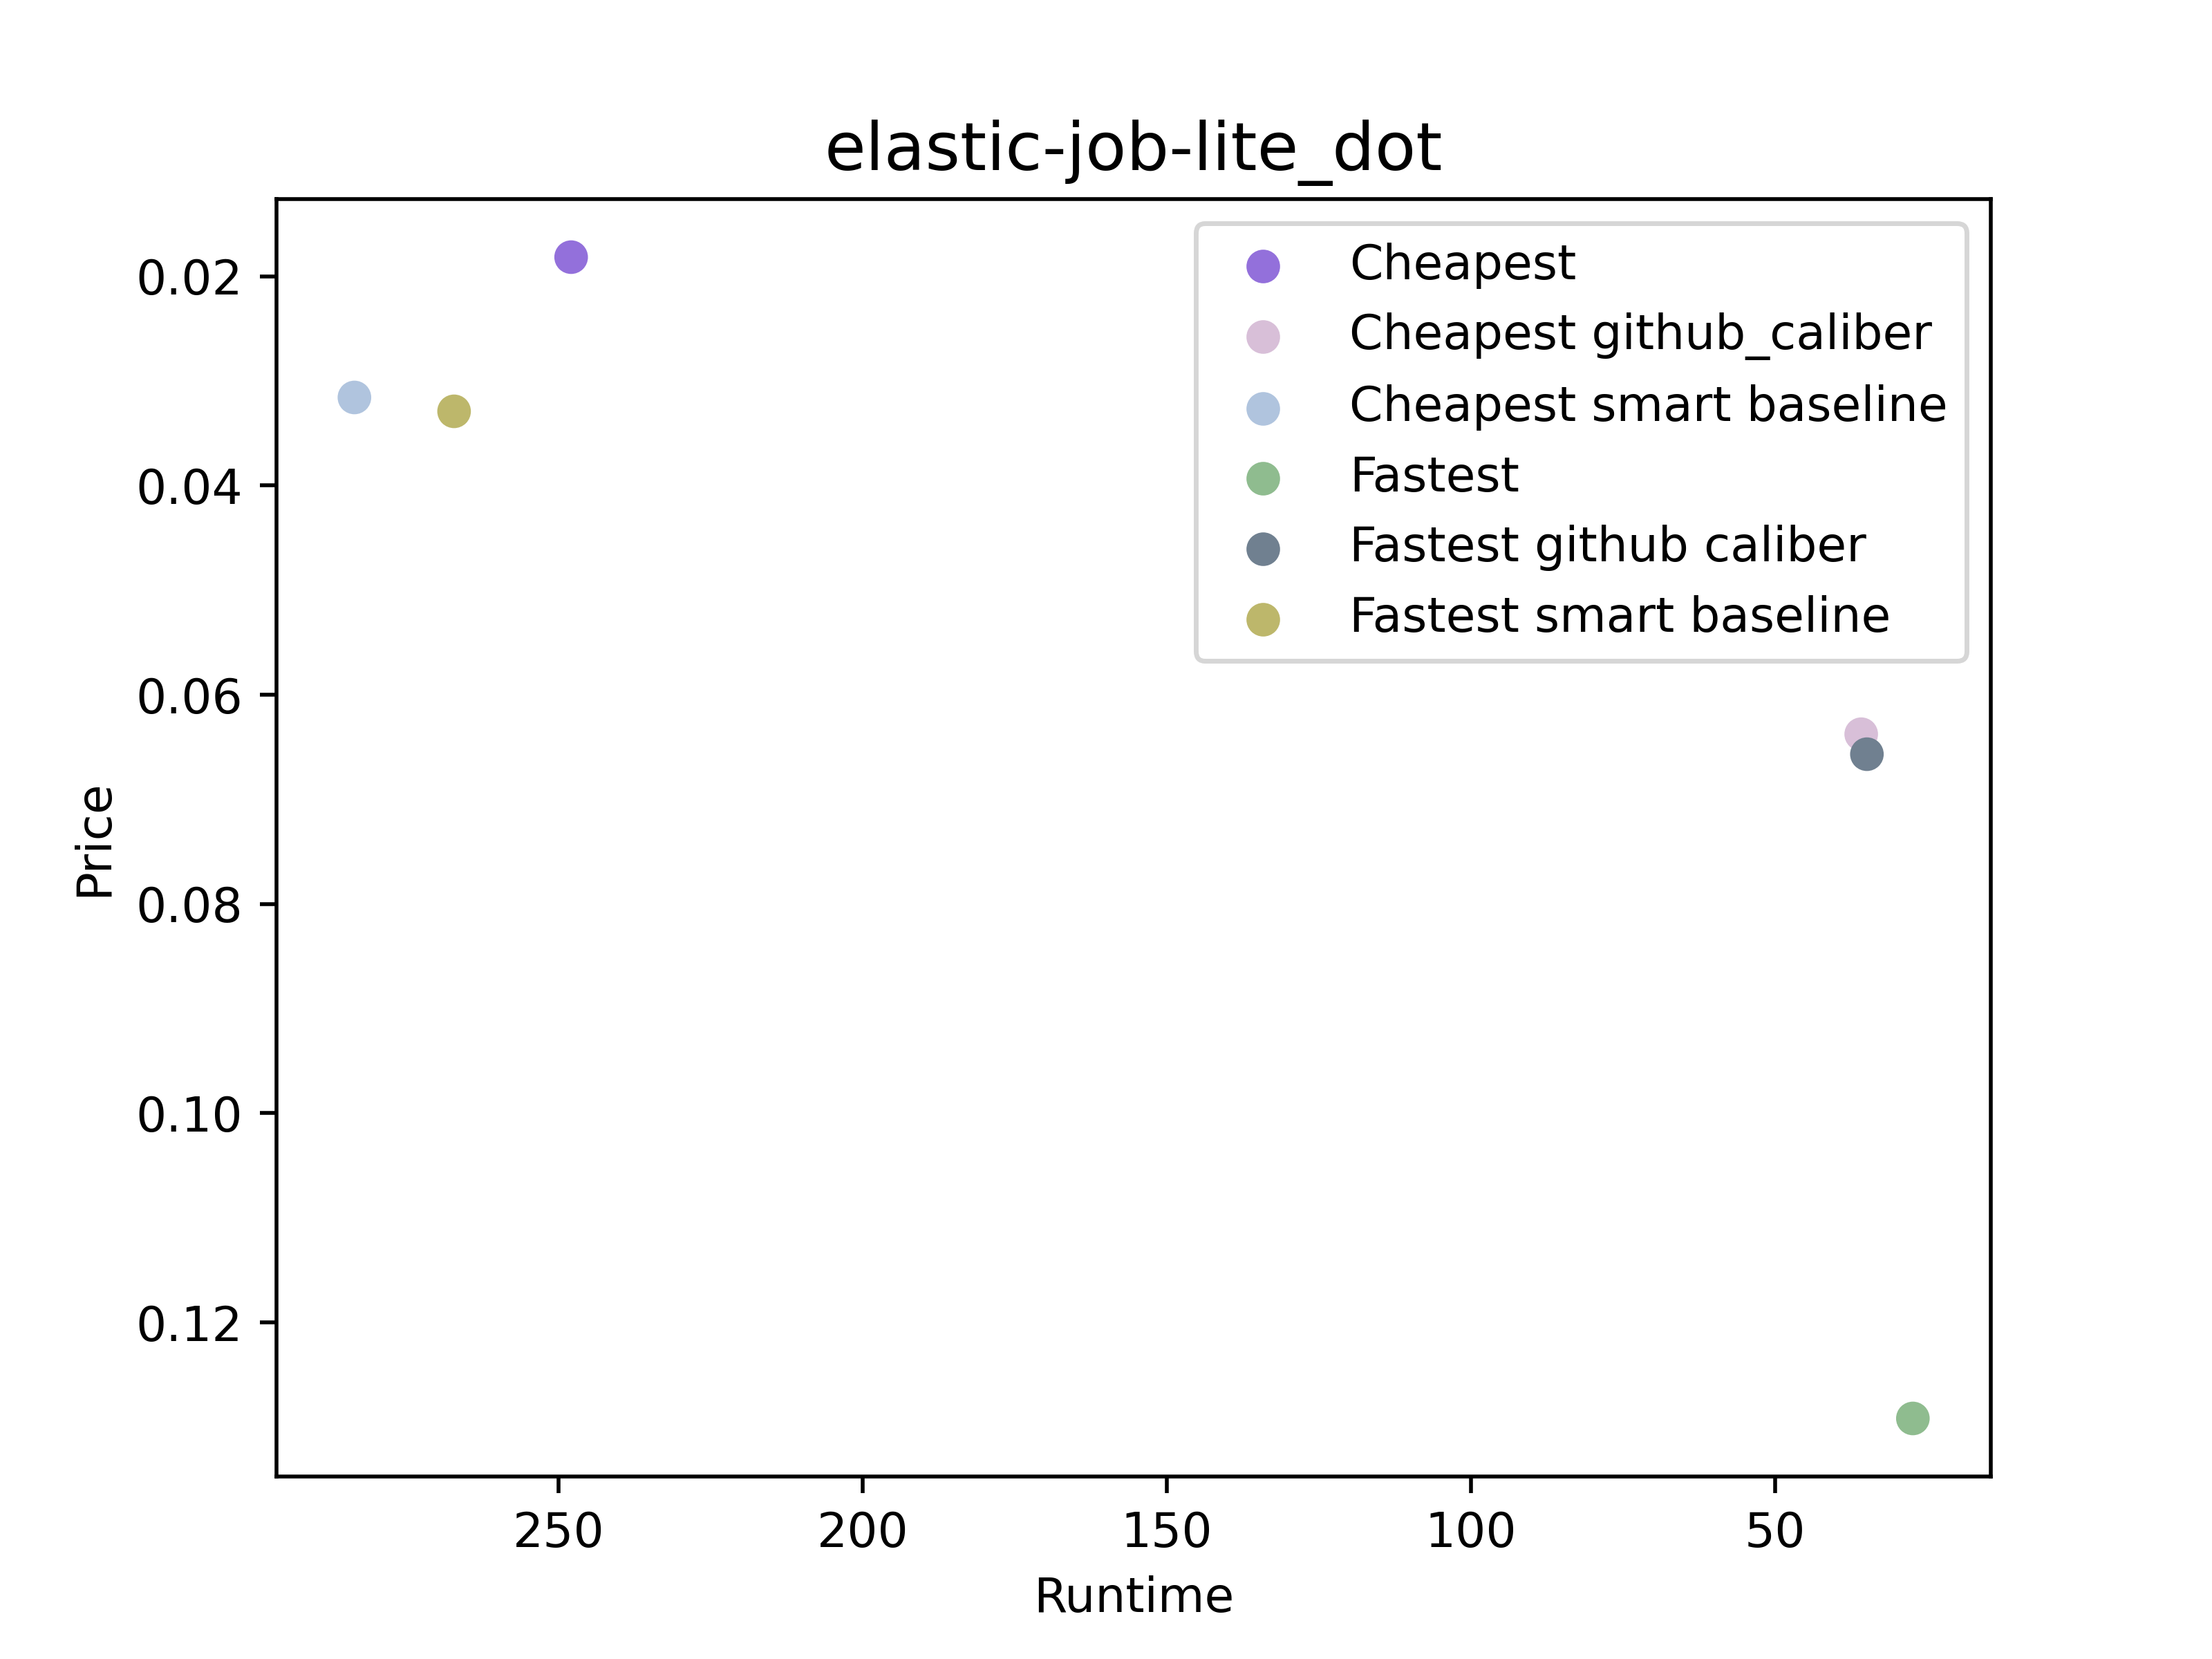 elastic-job-lite_dot
Cheapest
Cheapest github_caliber
Cheapest smart baseline
Fastest
Fastest github caliber
Fastest smart baseline
Price
0.02
0.04
0.06
0.08
0.10
0.12
250 200 150 100 50
Runtime